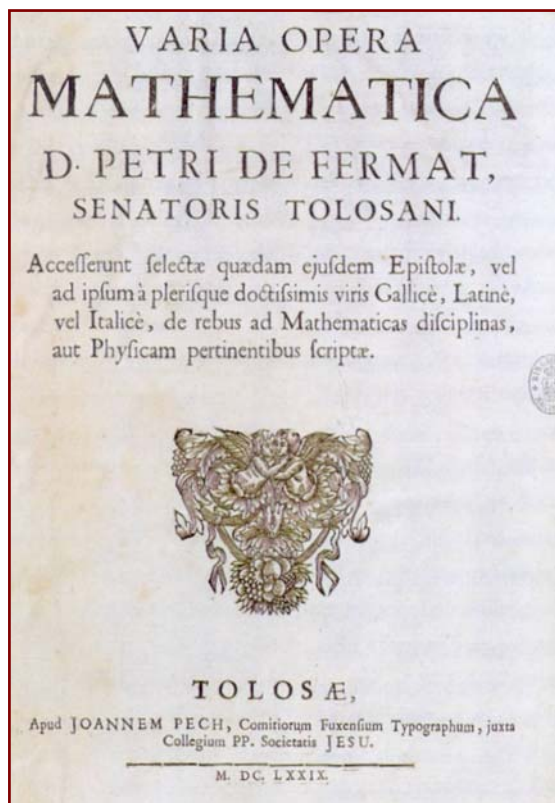 VARIA OPERA
MATHEMATICA
D. PETRI DE FERMAT,
SENATORIS TOLOSANI.
Accesserunt selectæ quædam ejusdem Epistolæ, vel
ad ipsum à plerisque doctissimis viris Gallicè, Latinè,
vel Italicè, de rebus ad Mathematicas disciplinas,
aut Physicam pertinentibus scriptæ.
TOLOSÆ,
Apud JOANNEM PECH, Comitiorum Fuxensium Typographum, juxta
Collegium PP. Societatis JESU.
M. DC. LXXIX.